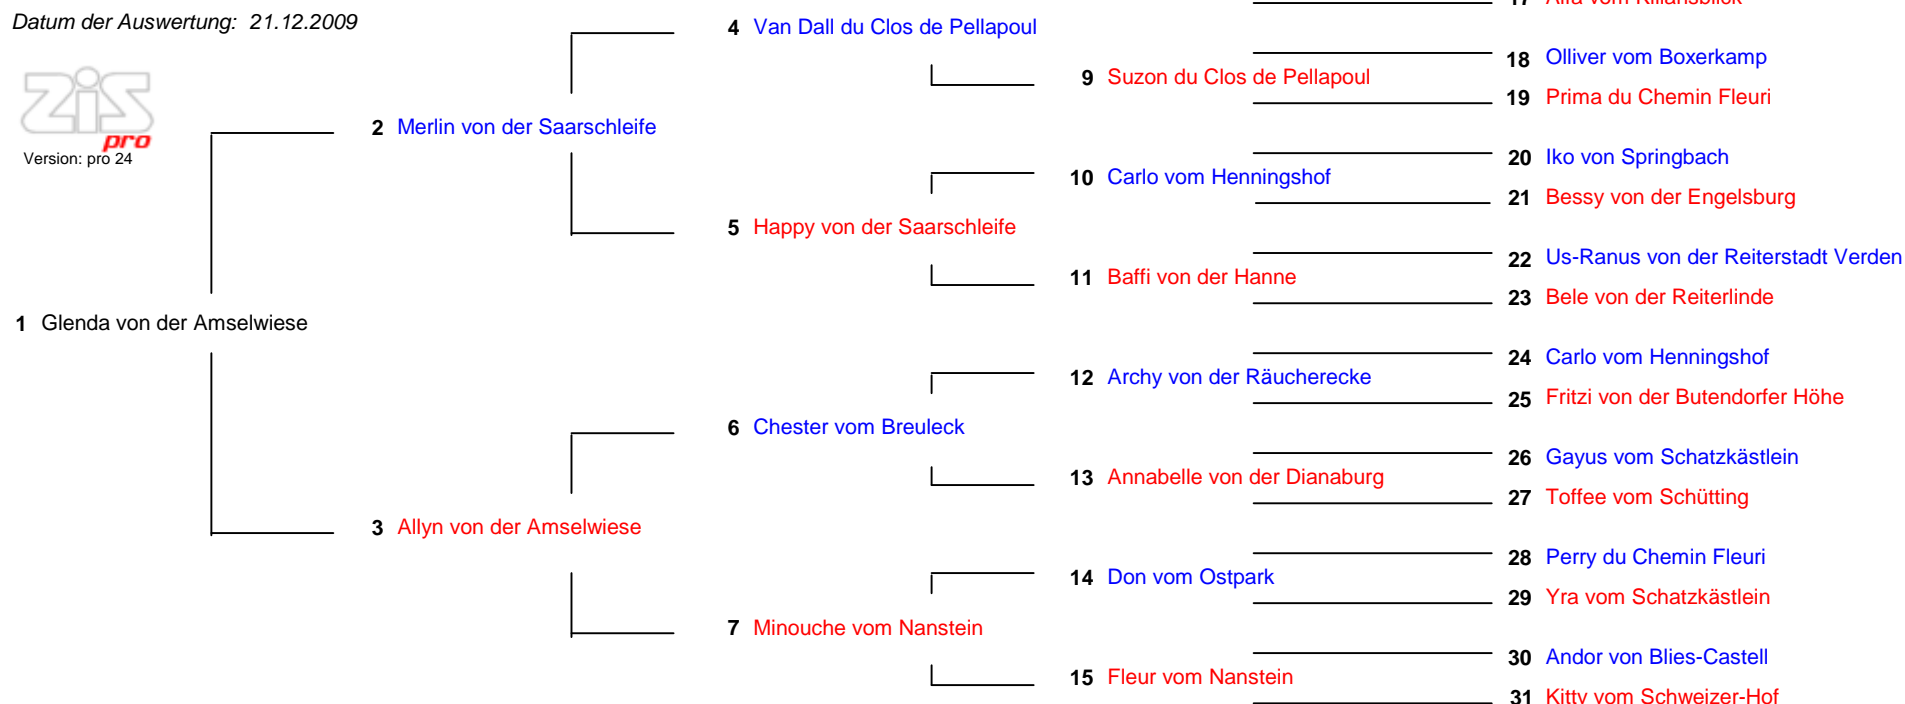 Datum der Auswertung: 21.12.2009
ZiS
pro
Version: pro 24
1 Glenda von der Amselwiese
2 Merlin von der Saarschleife
3 Allyn von der Amselwiese
4 Van Dall du Clos de Pellapoul
5 Happy von der Saarschleife
6 Chester vom Breuleck
7 Minouche vom Nanstein
9 Suzon du Clos de Pellapoul
10 Carlo vom Henningshof
11 Baffi von der Hanne
12 Archy von der Räucherecke
13 Annabelle von der Dianaburg
14 Don vom Ostpark
15 Fleur vom Nanstein
17 Alfa vom Kiliansblick
18 Olliver vom Boxerkamp
19 Prima du Chemin Fleuri
20 Iko von Springbach
21 Bessy von der Engelsburg
22 Us-Ranus von der Reiterstadt Verden
23 Bele von der Reiterlinde
24 Carlo vom Henningshof
25 Fritzi von der Butendorfer Höhe
26 Gayus vom Schatzkästlein
27 Toffee vom Schütting
28 Perry du Chemin Fleuri
29 Yra vom Schatzkästlein
30 Andor von Blies-Castell
31 Kitty vom Schweizer-Hof